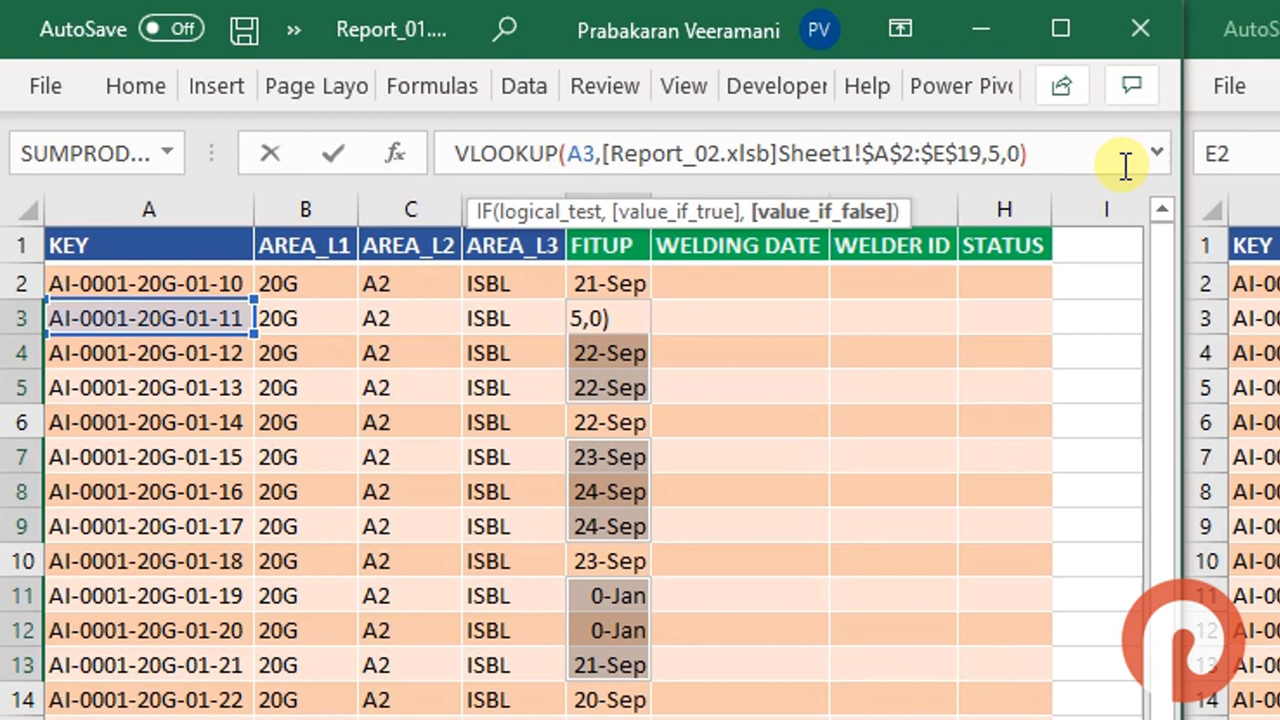 AutoSave Off » Report_01.... Prabakaran Veeramani PV
File Home Insert Page Layo Formulas Data Review View Developer Help Power Piv File
SUMPROD... fx VLOOKUP(A3,[Report_02.xlsb]Sheet1!$A$2:$E$19,5,0) E2
IF(logical_test, [value_if_true], [value_if_false])
A B C H I
1 KEY AREA_L1 AREA_L2 AREA_L3 FITUP WELDING DATE WELDER ID STATUS 1 KEY
2 AI-0001-20G-01-10 20G A2 ISBL 21-Sep 2 AI-00
3 AI-0001-20G-01-11 20G A2 ISBL 5,0) 3 AI-00
4 AI-0001-20G-01-12 20G A2 ISBL 22-Sep 4 AI-00
5 AI-0001-20G-01-13 20G A2 ISBL 22-Sep 5 AI-00
6 AI-0001-20G-01-14 20G A2 ISBL 22-Sep 6 AI-00
7 AI-0001-20G-01-15 20G A2 ISBL 23-Sep 7 AI-00
8 AI-0001-20G-01-16 20G A2 ISBL 24-Sep 8 AI-00
9 AI-0001-20G-01-17 20G A2 ISBL 24-Sep 9 AI-00
10 AI-0001-20G-01-18 20G A2 ISBL 23-Sep 10 AI-00
11 AI-0001-20G-01-19 20G A2 ISBL 0-Jan 11
12 AI-0001-20G-01-20 20G A2 ISBL 0-Jan 12
13 AI-0001-20G-01-21 20G A2 ISBL 21-Sep 13
14 AI-0001-20G-01-22 20G A2 ISBL 20-Sep 14 AI-00